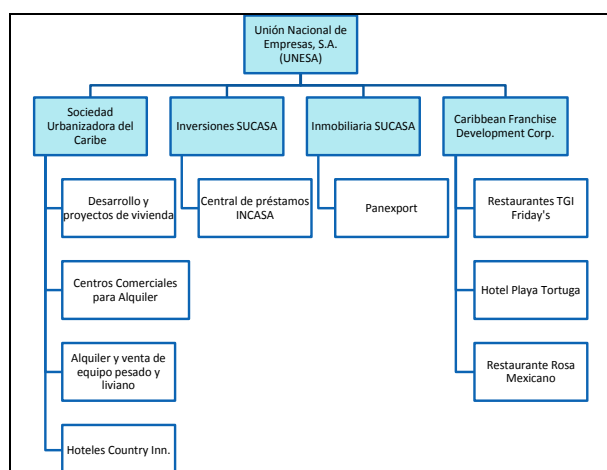 Unión Nacional de
Empresas, S.A.
(UNESA)
Sociedad
Urbanizadora del
Caribe
Inversiones SUCASA
Inmobiliaria SUCASA
Caribbean Franchise
Development Corp.
Desarrollo y
proyectos de vivienda
Central de préstamos
INCASA
Panexport
Restaurantes TGI
Friday's
Centros Comerciales
para Alquiler
Hotel Playa Tortuga
Alquiler y venta de
equipo pesado y
liviano
Restaurante Rosa
Mexicano
Hoteles Country Inn.